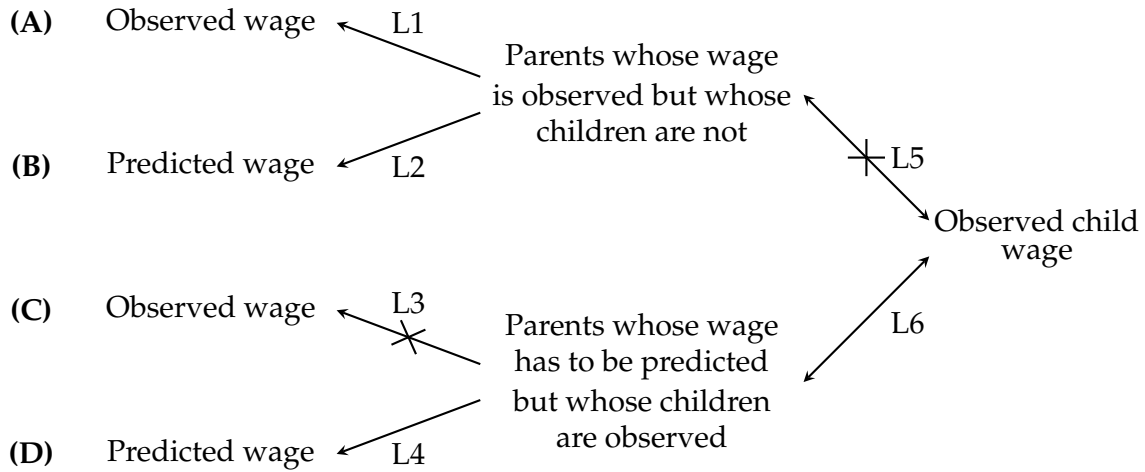 (A) Observed wage L1
Parents whose wage
is observed but whose
children are not
(B) Predicted wage L2
L5
Observed child
wage
(C) Observed wage L3
L6
Parents whose wage
has to be predicted
but whose children
are observed
(D) Predicted wage L4